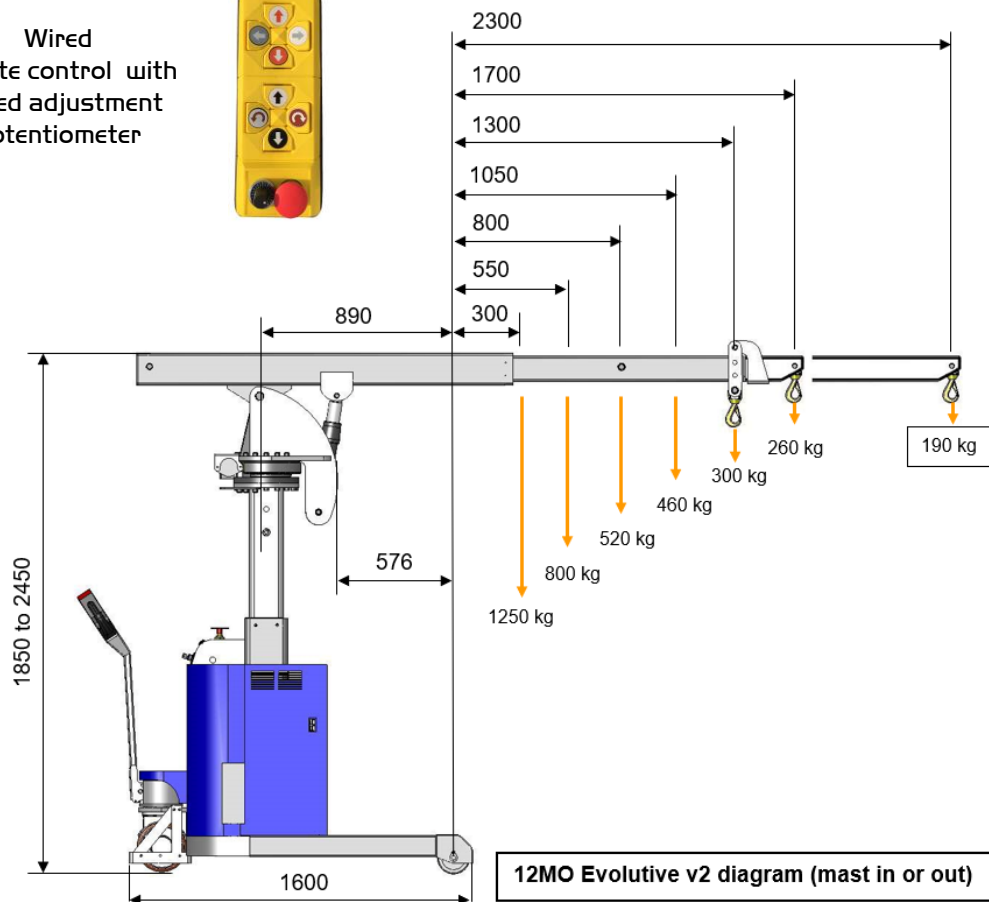 Wired
te control with
ed adjustment
otentiometer
2300
1700
1300
1050
800
550
890
300
260 kg
190 kg
300 kg
460 kg
520 kg
576
800 kg
1250 kg
1850 to 2450
1600
12MO Evolutive v2 diagram (mast in or out)